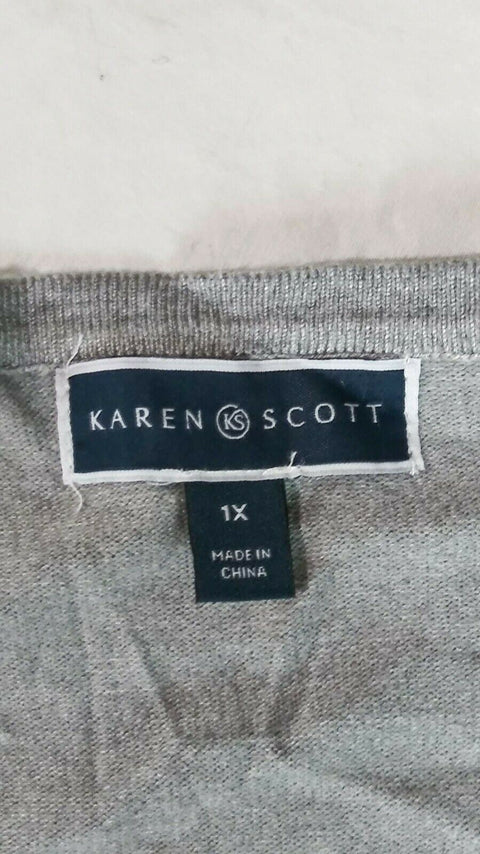 KAREN KS SCOTT
1X
MADE IN
CHINA